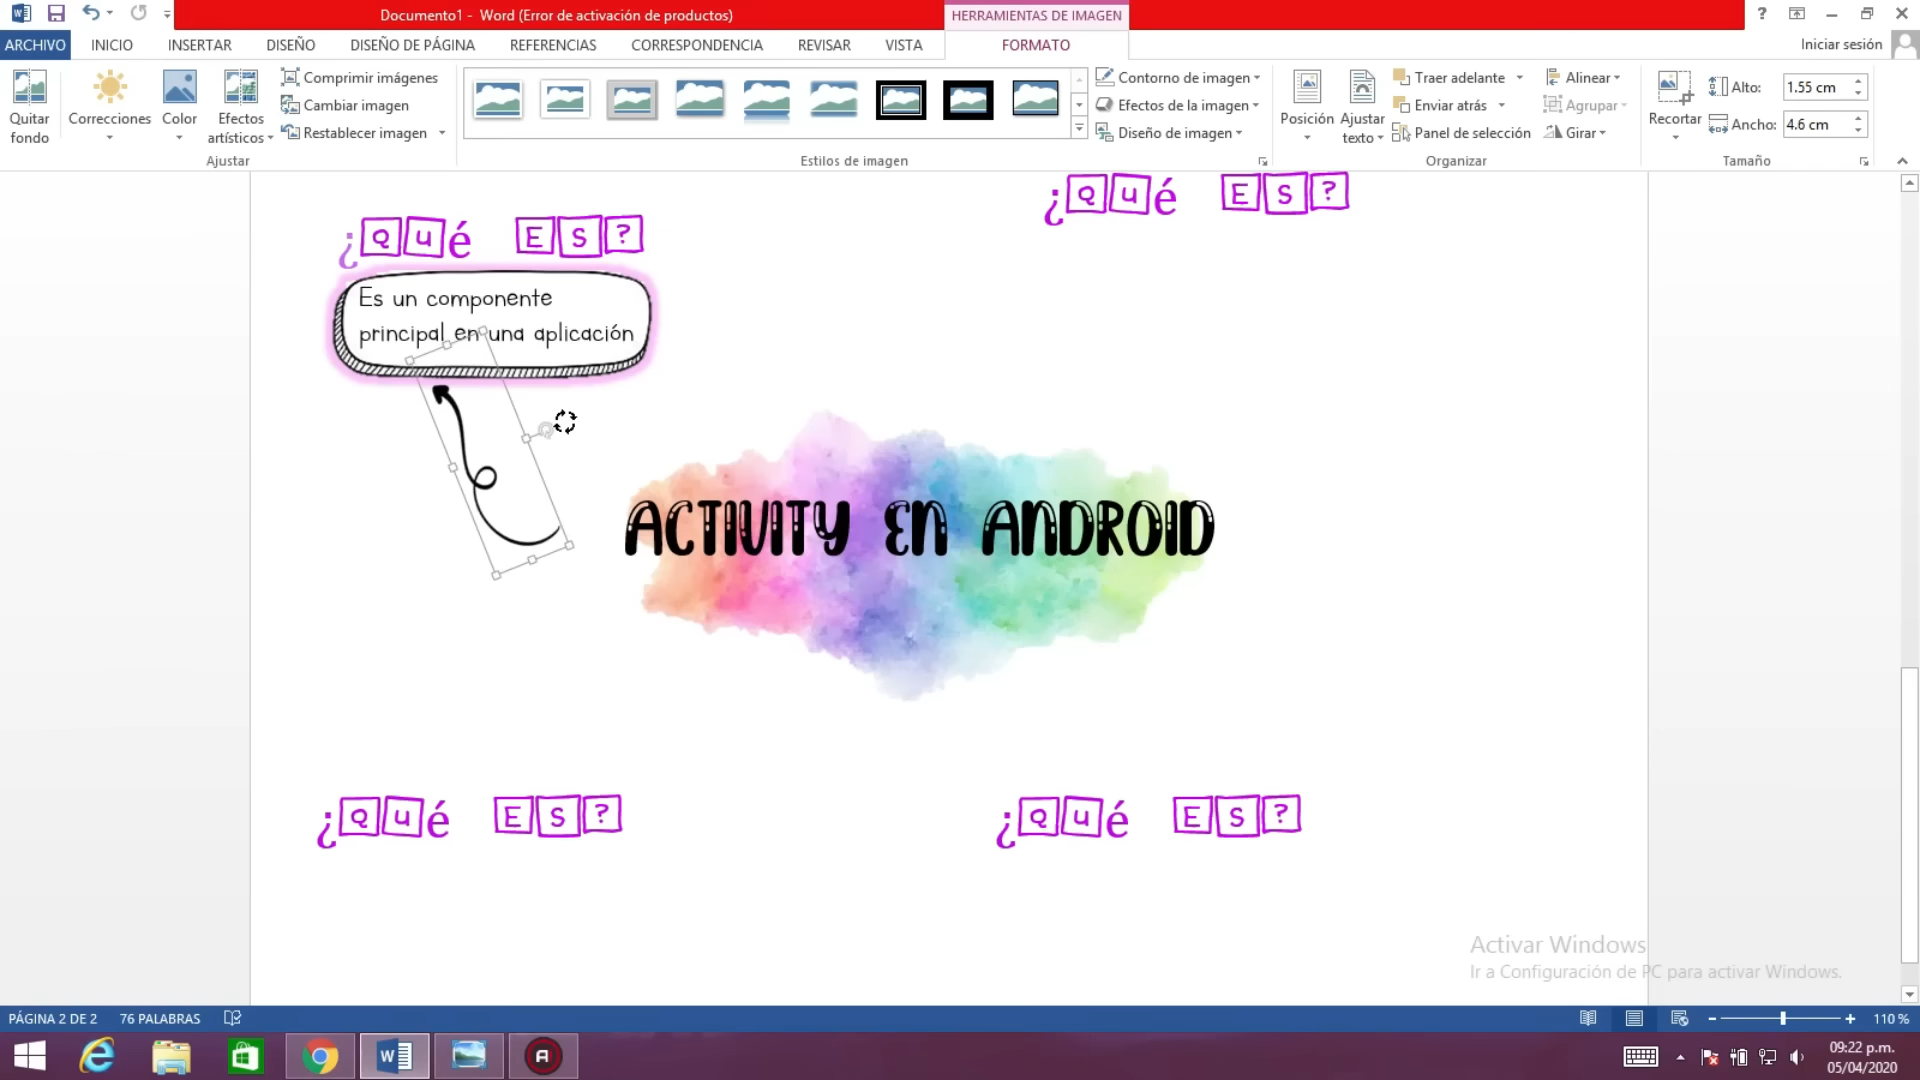 Documento1 - Word (Error de activación de productos)
HERRAMIENTAS DE IMAGEN
?
ARCHIVO INICIO INSERTAR DISEÑO DISEÑO DE PÁGINA REFERENCIAS CORRESPONDENCIA REVISAR VISTA FORMATO Iniciar sesión
Quitar fondo
Correcciones
Color
Efectos artísticos
Comprimir imágenes
Cambiar imagen
Restablecer imagen
Ajustar
Estilos de imagen
Contorno de imagen
Efectos de la imagen
Diseño de imagen
Posición
Ajustar texto
Traer adelante
Enviar atrás
Panel de selección
Alinear
Agrupar
Girar
Organizar
Recortar
Alto: 1.55 cm
Ancho: 4.6 cm
Tamaño
¿Qué ES?
¿Qué ES?
Es un componente
principal en una aplicación
ACTIVITY EN ANDROID
¿Qué ES?
¿Qué ES?
Activar Windows
Ir a Configuración de PC para activar Windows.
PÁGINA 2 DE 2 76 PALABRAS 110 %
09:22 p.m.
05/04/2020